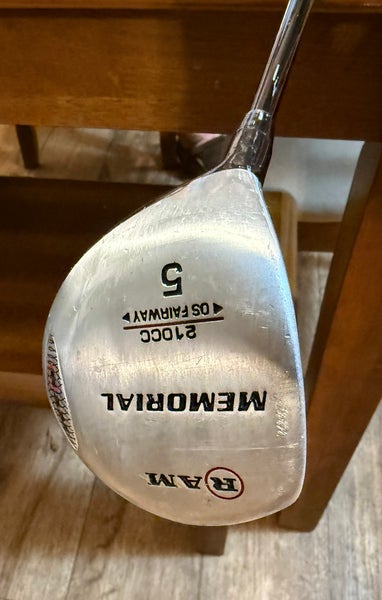 RAM
MEMORIAL
210CC
◄ OS FAIRWAY ►
5